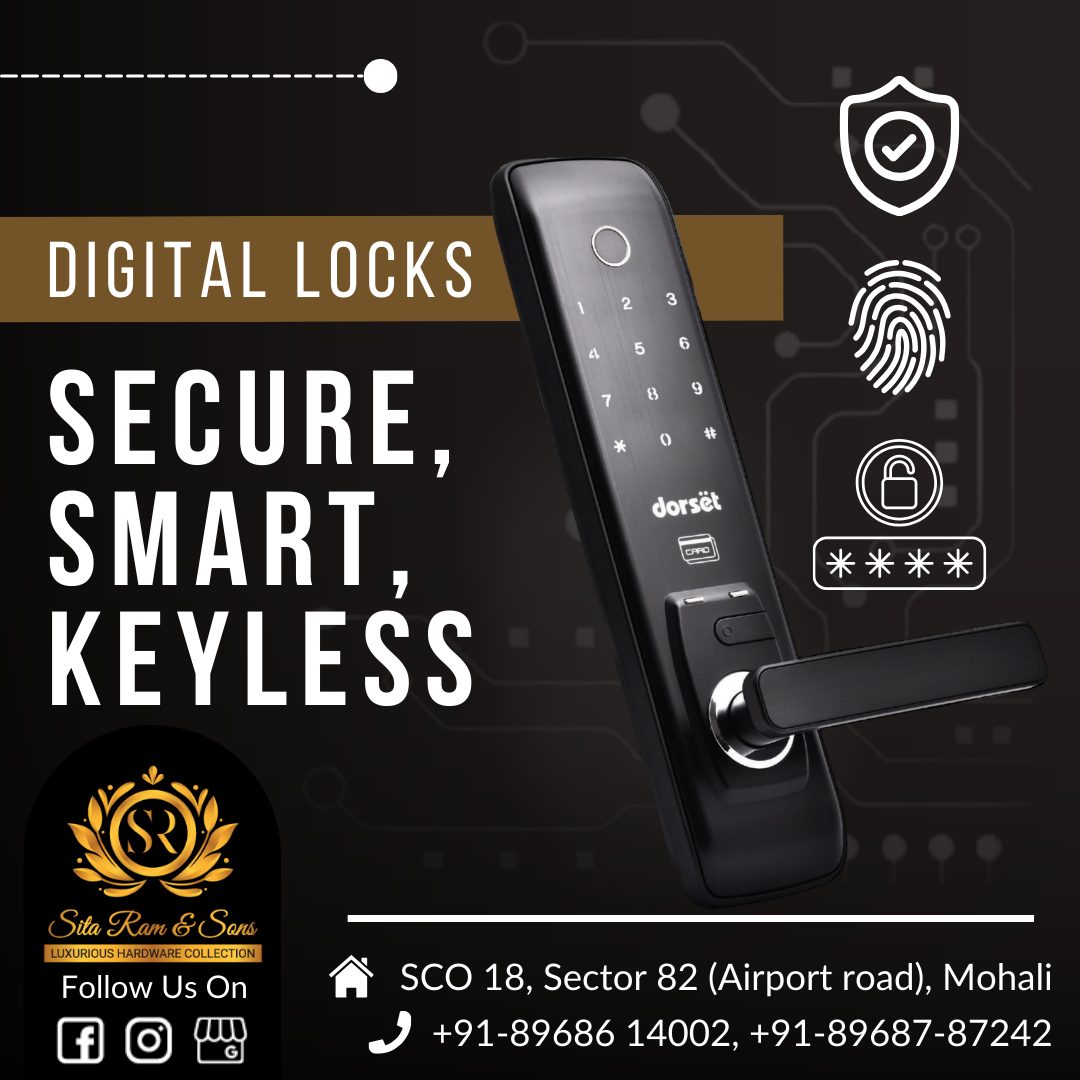 DIGITAL LOCKS
SECURE,
SMART,
KEYLESS
1 2 3
4 5 6
7 8 9
* 0 #
dorsët
CARD
****
SR
Sita Ram & Sons
LUXURIOUS HARDWARE COLLECTION
Follow Us On
G
SCO 18, Sector 82 (Airport road), Mohali
+91-89686 14002, +91-89687-87242